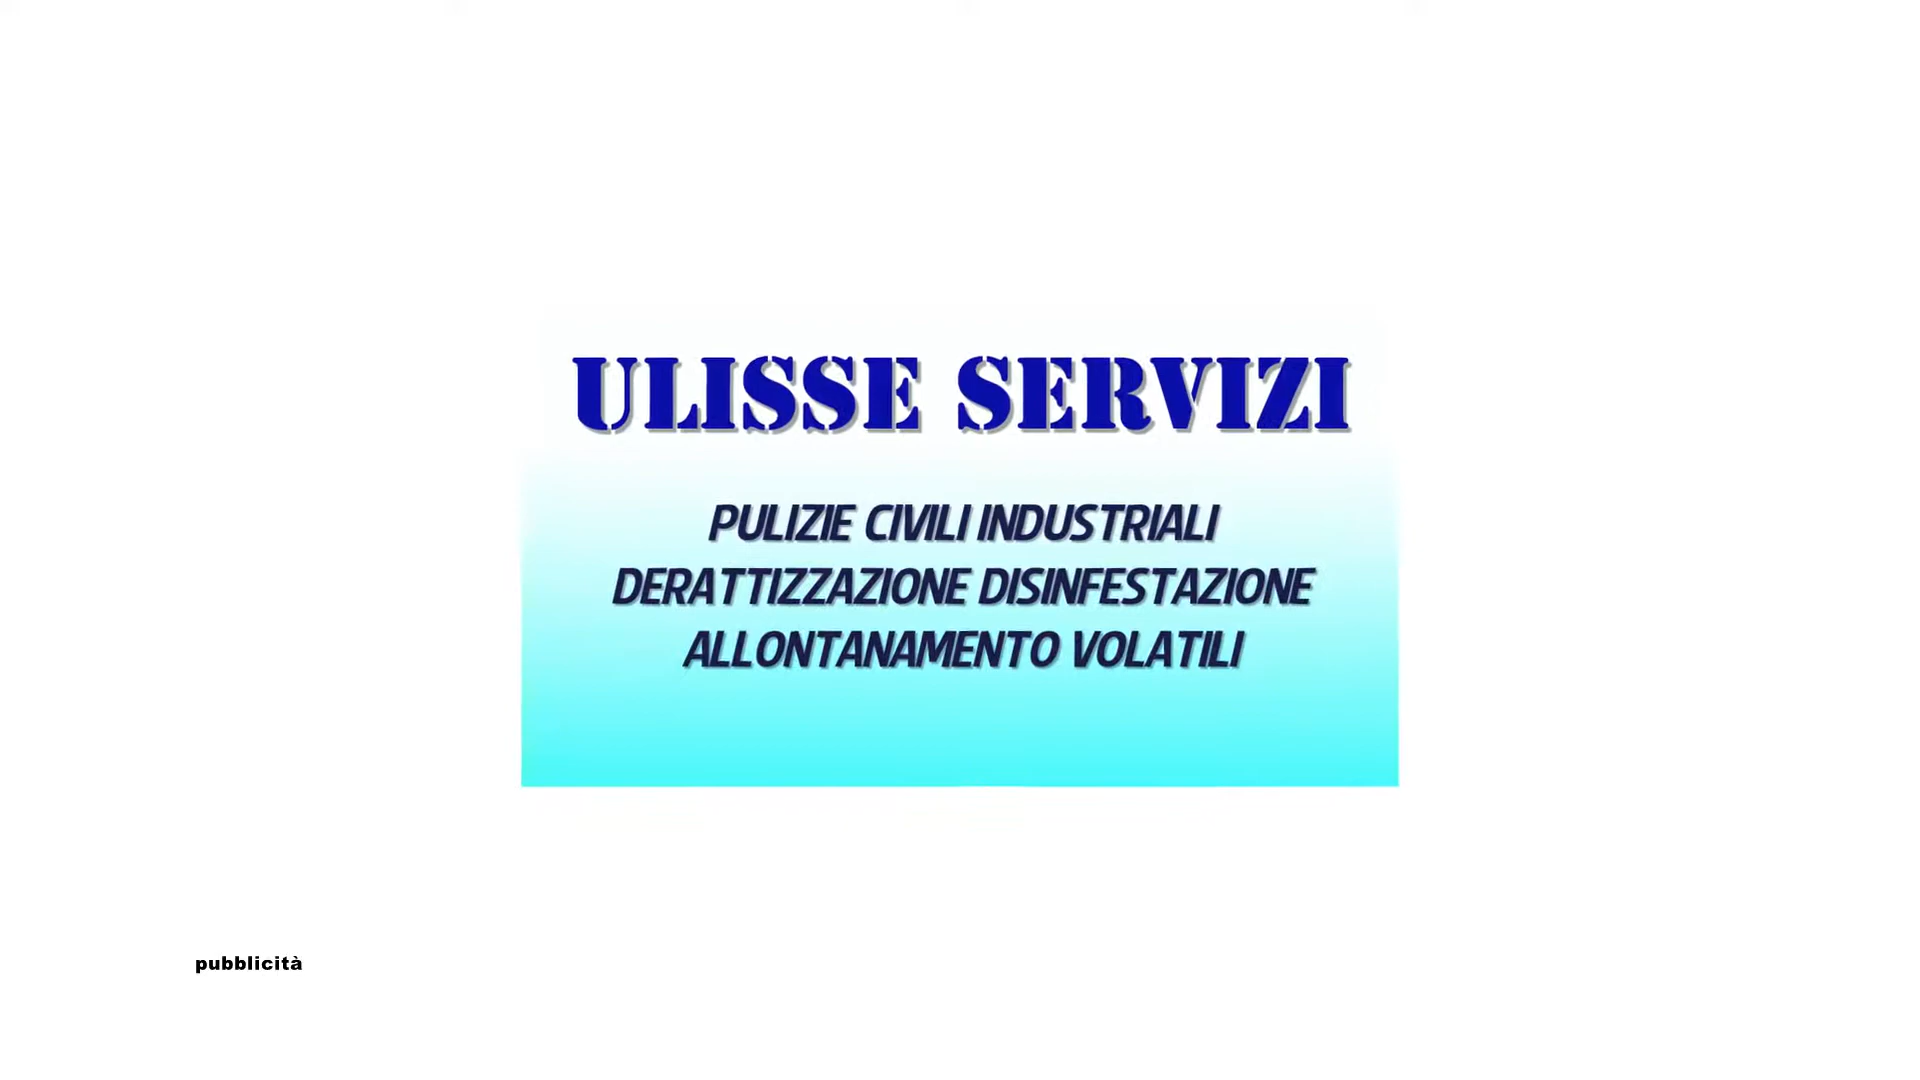 ULISSE SERVIZI
PULIZIE CIVILI INDUSTRIALI
DERATTIZZAZIONE DISINFESTAZIONE
ALLONTANAMENTO VOLATILI
pubblicità